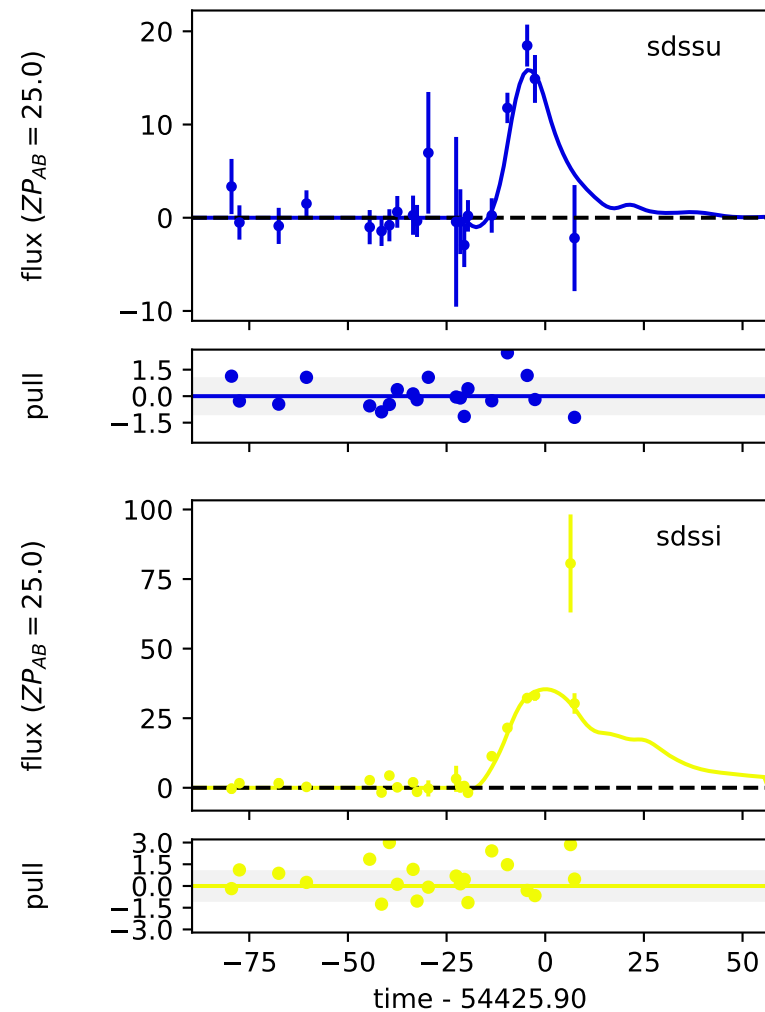 20
sdssu
10
0
−10
flux (ZP_AB = 25.0)
1.5
0.0
−1.5
pull
100
sdssi
75
50
25
0
flux (ZP_AB = 25.0)
3.0
1.5
0.0
−1.5
−3.0
pull
−75 −50 −25 0 25 50
time - 54425.90